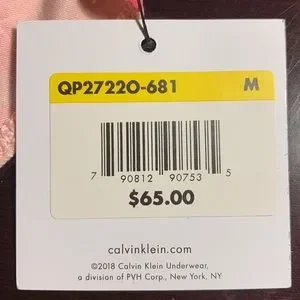 QP2722O-681 M
7 90812 90753 5
$65.00
calvinklein.com
©2018 Calvin Klein Underwear,
a division of PVH Corp., New York, NY